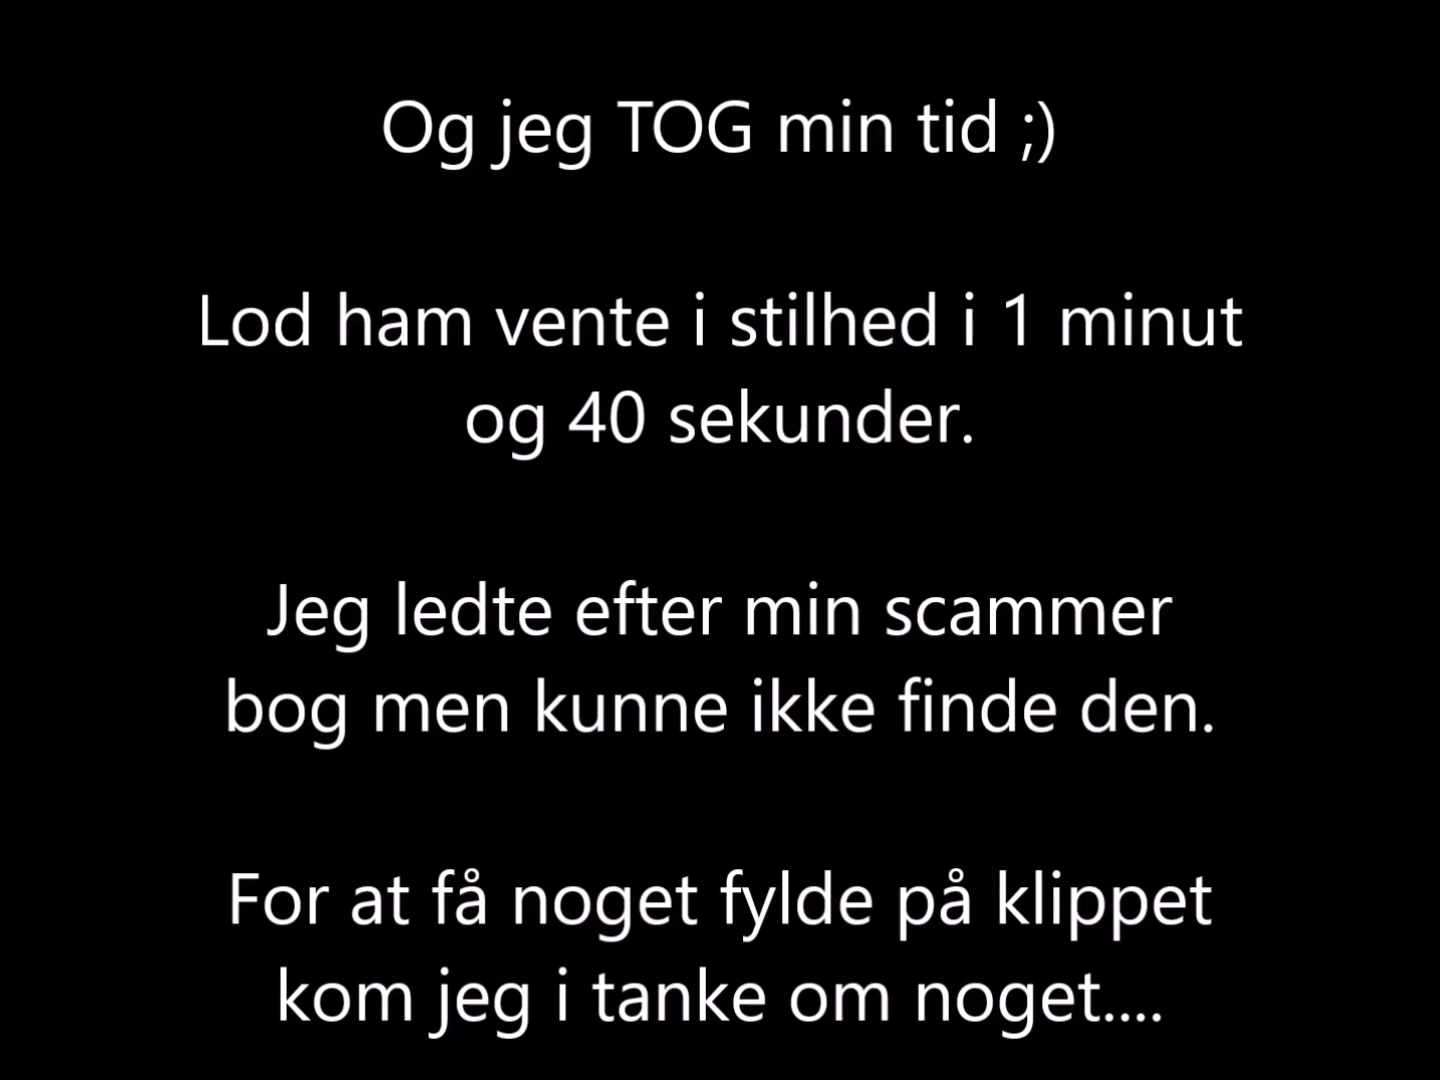 Og jeg TOG min tid ;)
Lod ham vente i stilhed i 1 minut
og 40 sekunder.
Jeg ledte efter min scammer
bog men kunne ikke finde den.
For at få noget fylde på klippet
kom jeg i tanke om noget....